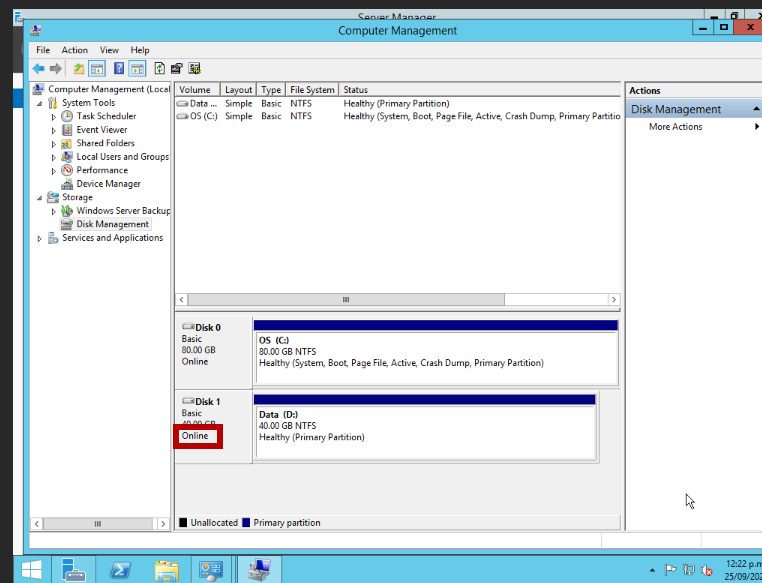 Server Manager
Computer Management
File Action View Help
Computer Management (Local
System Tools
Task Scheduler
Event Viewer
Shared Folders
Local Users and Groups
Performance
Device Manager
Storage
Windows Server Backup
Disk Management
Services and Applications
Volume Layout Type File System Status
Data ... Simple Basic NTFS Healthy (Primary Partition)
OS (C:) Simple Basic NTFS Healthy (System, Boot, Page File, Active, Crash Dump, Primary Partitio
Disk 0
Basic
80.00 GB
Online
OS (C:)
80.00 GB NTFS
Healthy (System, Boot, Page File, Active, Crash Dump, Primary Partition)
Disk 1
Basic
40.00 GB
Online
Data (D:)
40.00 GB NTFS
Healthy (Primary Partition)
Unallocated Primary partition
Actions
Disk Management
More Actions
12:22 p.m
25/09/202